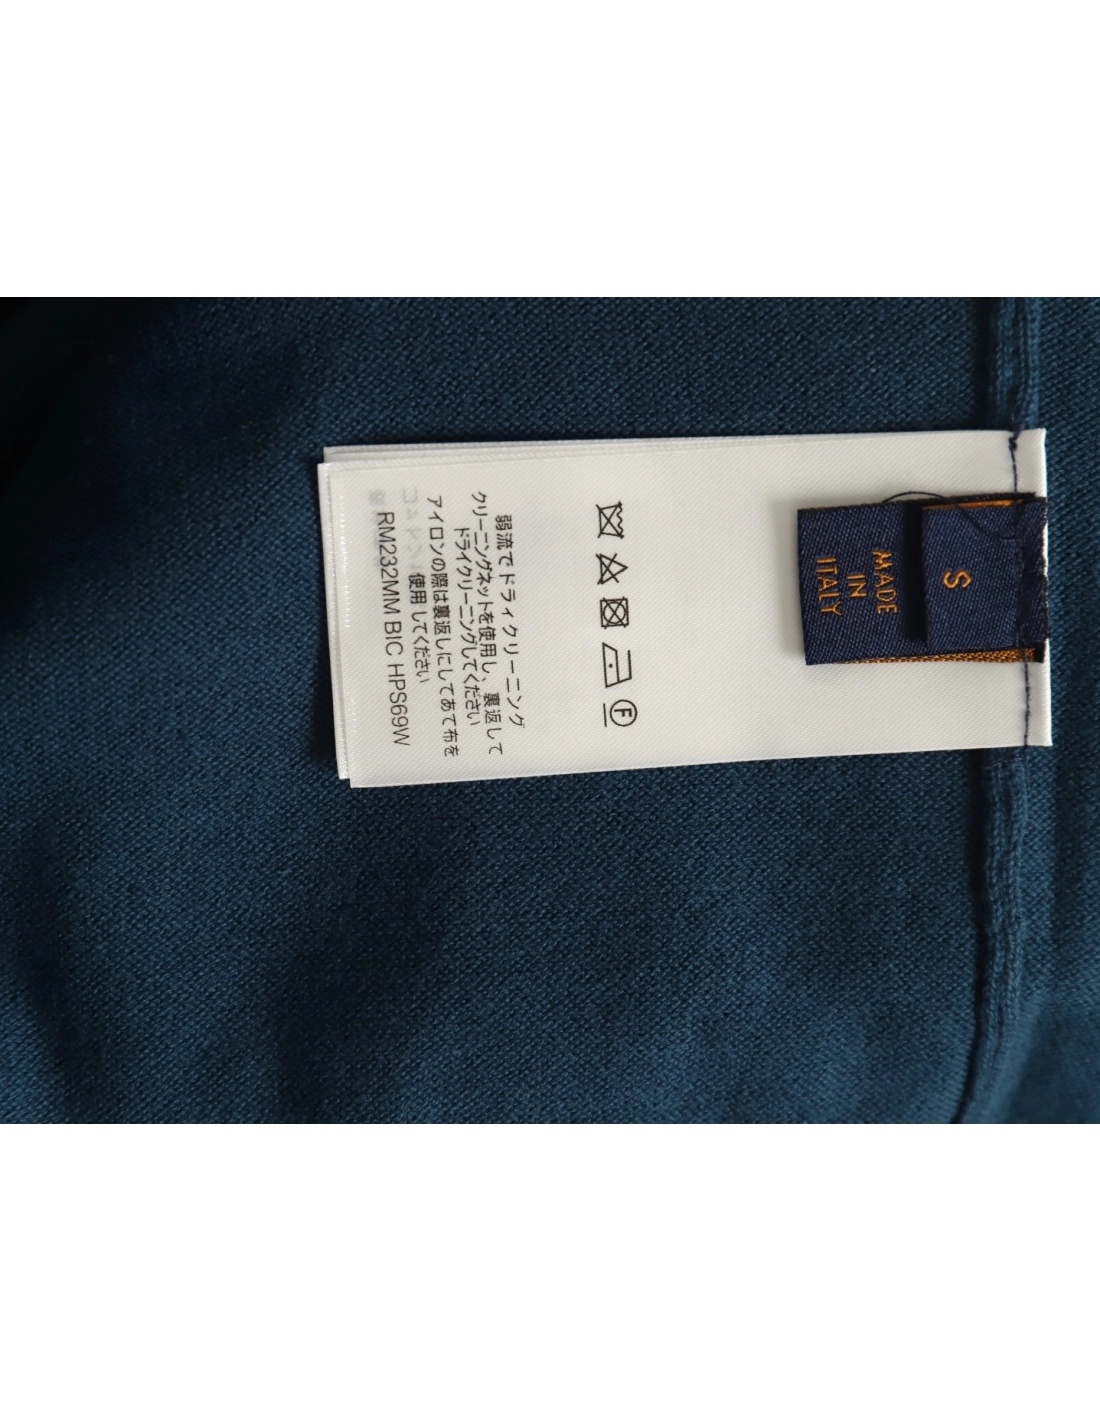 弱流でドライクリーニング
クリーニングネットを使用し、裏返して
ドライクリーニングしてください
アイロンの際は裏返しにしてあて布を
使用してください
RM232MM BIC HPS69W
F
S
MADE
IN
ITALY